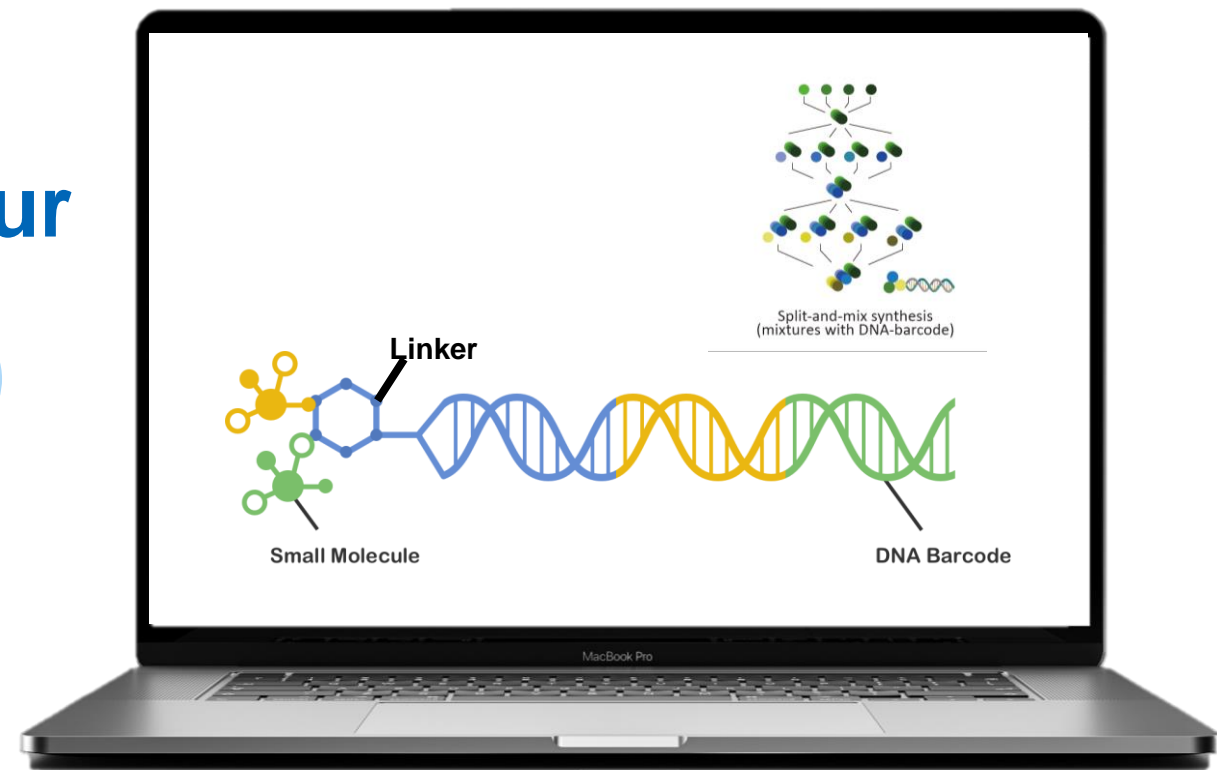 ur
Split-and-mix synthesis
(mixtures with DNA-barcode)
Linker
Small Molecule
DNA Barcode
MacBook Pro